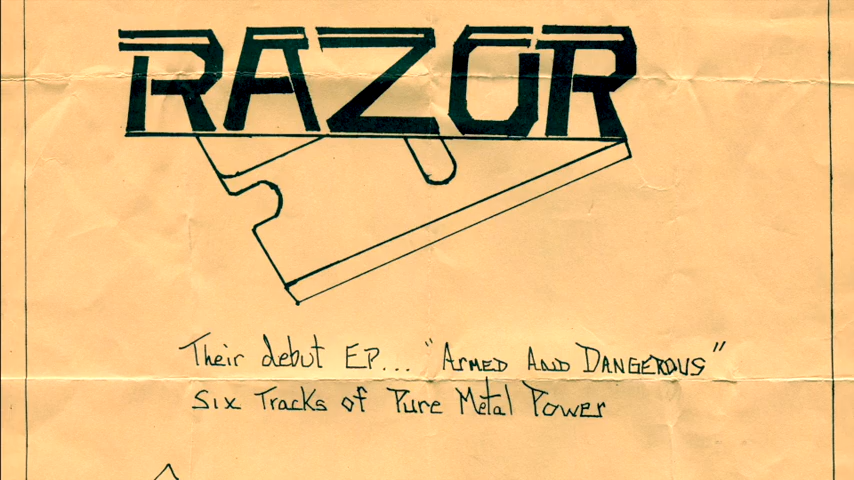 RAZOR
Their debut EP... "ARMED AND DANGEROUS"
Six Tracks of Pure Metal Power